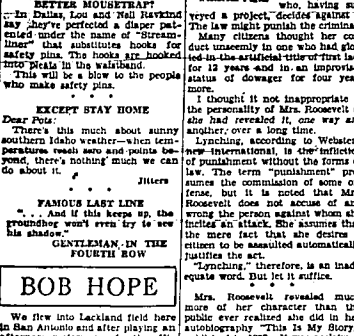 BETTER MOUSETRAP?
In Dallas, Lou and Nell Ravkind
say they've perfected a diaper pat-
ented under the name of "Stream-
liner" that substitutes hooks for
safety pins. The hooks are hooked
into pleats in the waistband.
This will be a blow to the people
who make safety pins.
* * *
EXCEPT STAY HOME
Dear Pots:
There's this much about sunny
southern Idaho weather—when tem-
peratures reach zero and points be-
yond, there's nothing much we can
do about it.
Jitters
* * *
FAMOUS LAST LINE
". . . And if this keeps up, the
groundhog won't even try to see
his shadow."
GENTLEMAN IN THE
FOURTH ROW
BOB HOPE
We flew into Lackland field here
in San Antonio and after playing an
who, having su
veyed a project, decides against
The law might punish the crimina
Many citizens thought her co
duct unseemly in one who had glo
ied in the artificial title of first la
for 12 years and in an improvis
status of dowager for four yea
more.
I thought it not inappropriate
the personality of Mrs. Roosevelt
she had revealed it, one way a
another, over a long time.
Lynching, according to Webste
new International, is the inflictio
of punishment without the forms
law. The term "punishment" pr
sumes the commission of some o
fense, but it is noted that Mr
Roosevelt does not accuse of an
wrong the person against whom sh
incites an attack. She assumes tha
the mere fact that she desires
citizen to be assaulted automaticall
justifies the act.
"Lynching," therefore, is an inad
equate word. But let it suffice.
* * *
Mrs. Roosevelt revealed muc
more of her character than th
public ever realized she did in he
autobiography "This Is My Story